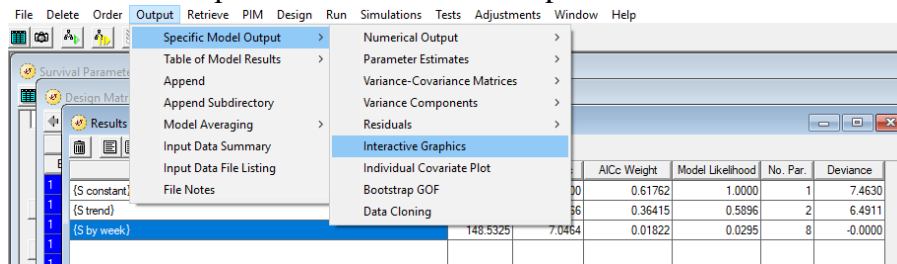 File Delete Order Output Retrieve PIM Design Run Simulations Tests Adjustments Window Help
Specific Model Output > Numerical Output >
Survival Paramete Table of Model Results > Parameter Estimates >
Design Matr Append Variance-Covariance Matrices >
Append Subdirectory Variance Components >
Results Model Averaging > Residuals >
Input Data Summary Interactive Graphics
Input Data File Listing Individual Covariate Plot AICc Weight Model Likelihood No. Par. Deviance
{S constant} File Notes Bootstrap GOF 00 0.61762 1.0000 1 7.4630
{S trend} Data Cloning 66 0.36415 0.5896 2 6.4911
{S by week} 148.5325 7.0464 0.01822 0.0295 8 -0.0000